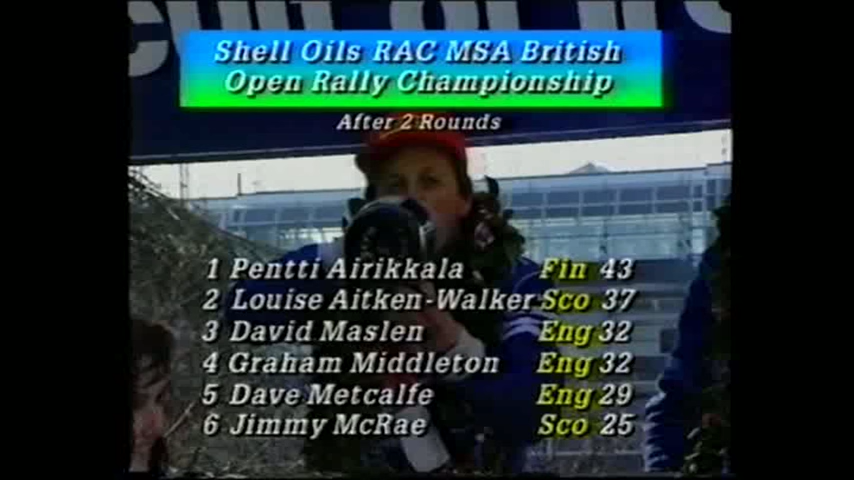 Shell Oils RAC MSA British
Open Rally Championship
After 2 Rounds
1 Pentti Airikkala Fin 43
2 Louise Aitken-Walker Sco 37
3 David Maslen Eng 32
4 Graham Middleton Eng 32
5 Dave Metcalfe Eng 29
6 Jimmy McRae Sco 25